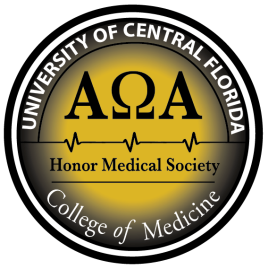 UNIVERSITY OF CENTRAL FLORIDA
ΑΩΑ
Honor Medical Society
College of Medicine